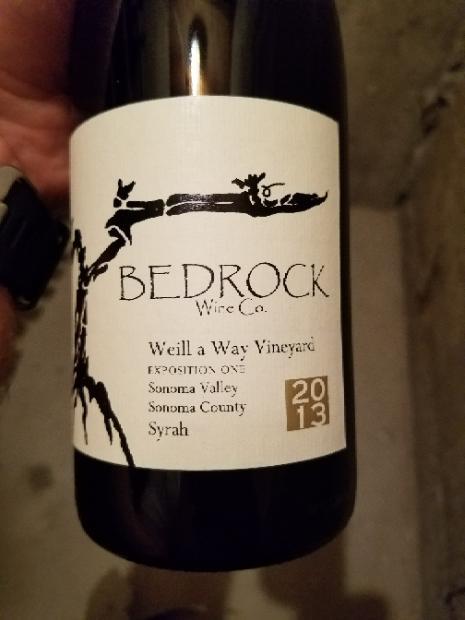 BEDROCK
Wine Co.
Weill a Way Vineyard
EXPOSITION ONE
Sonoma Valley
Sonoma County
Syrah
20
13